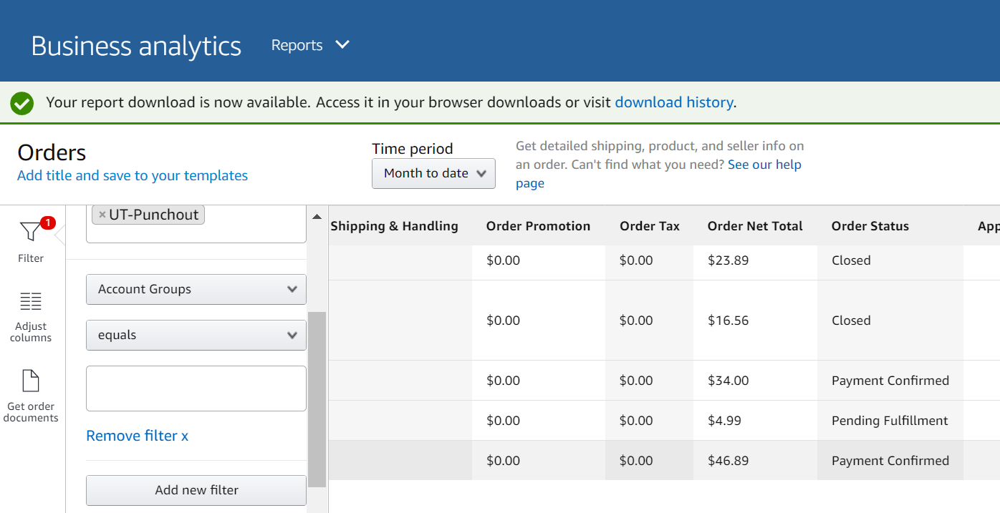 Business analytics
Reports
Your report download is now available. Access it in your browser downloads or visit download history.
Orders
Add title and save to your templates
Time period
Month to date
Get detailed shipping, product, and seller info on
an order. Can't find what you need? See our help
page
1
Filter
Adjust
columns
Get order
documents
× UT-Punchout
Account Groups
equals
Remove filter x
Add new filter
Shipping & Handling Order Promotion Order Tax Order Net Total Order Status App
$0.00 $0.00 $23.89 Closed
$0.00 $0.00 $16.56 Closed
$0.00 $0.00 $34.00 Payment Confirmed
$0.00 $0.00 $4.99 Pending Fulfillment
$0.00 $0.00 $46.89 Payment Confirmed